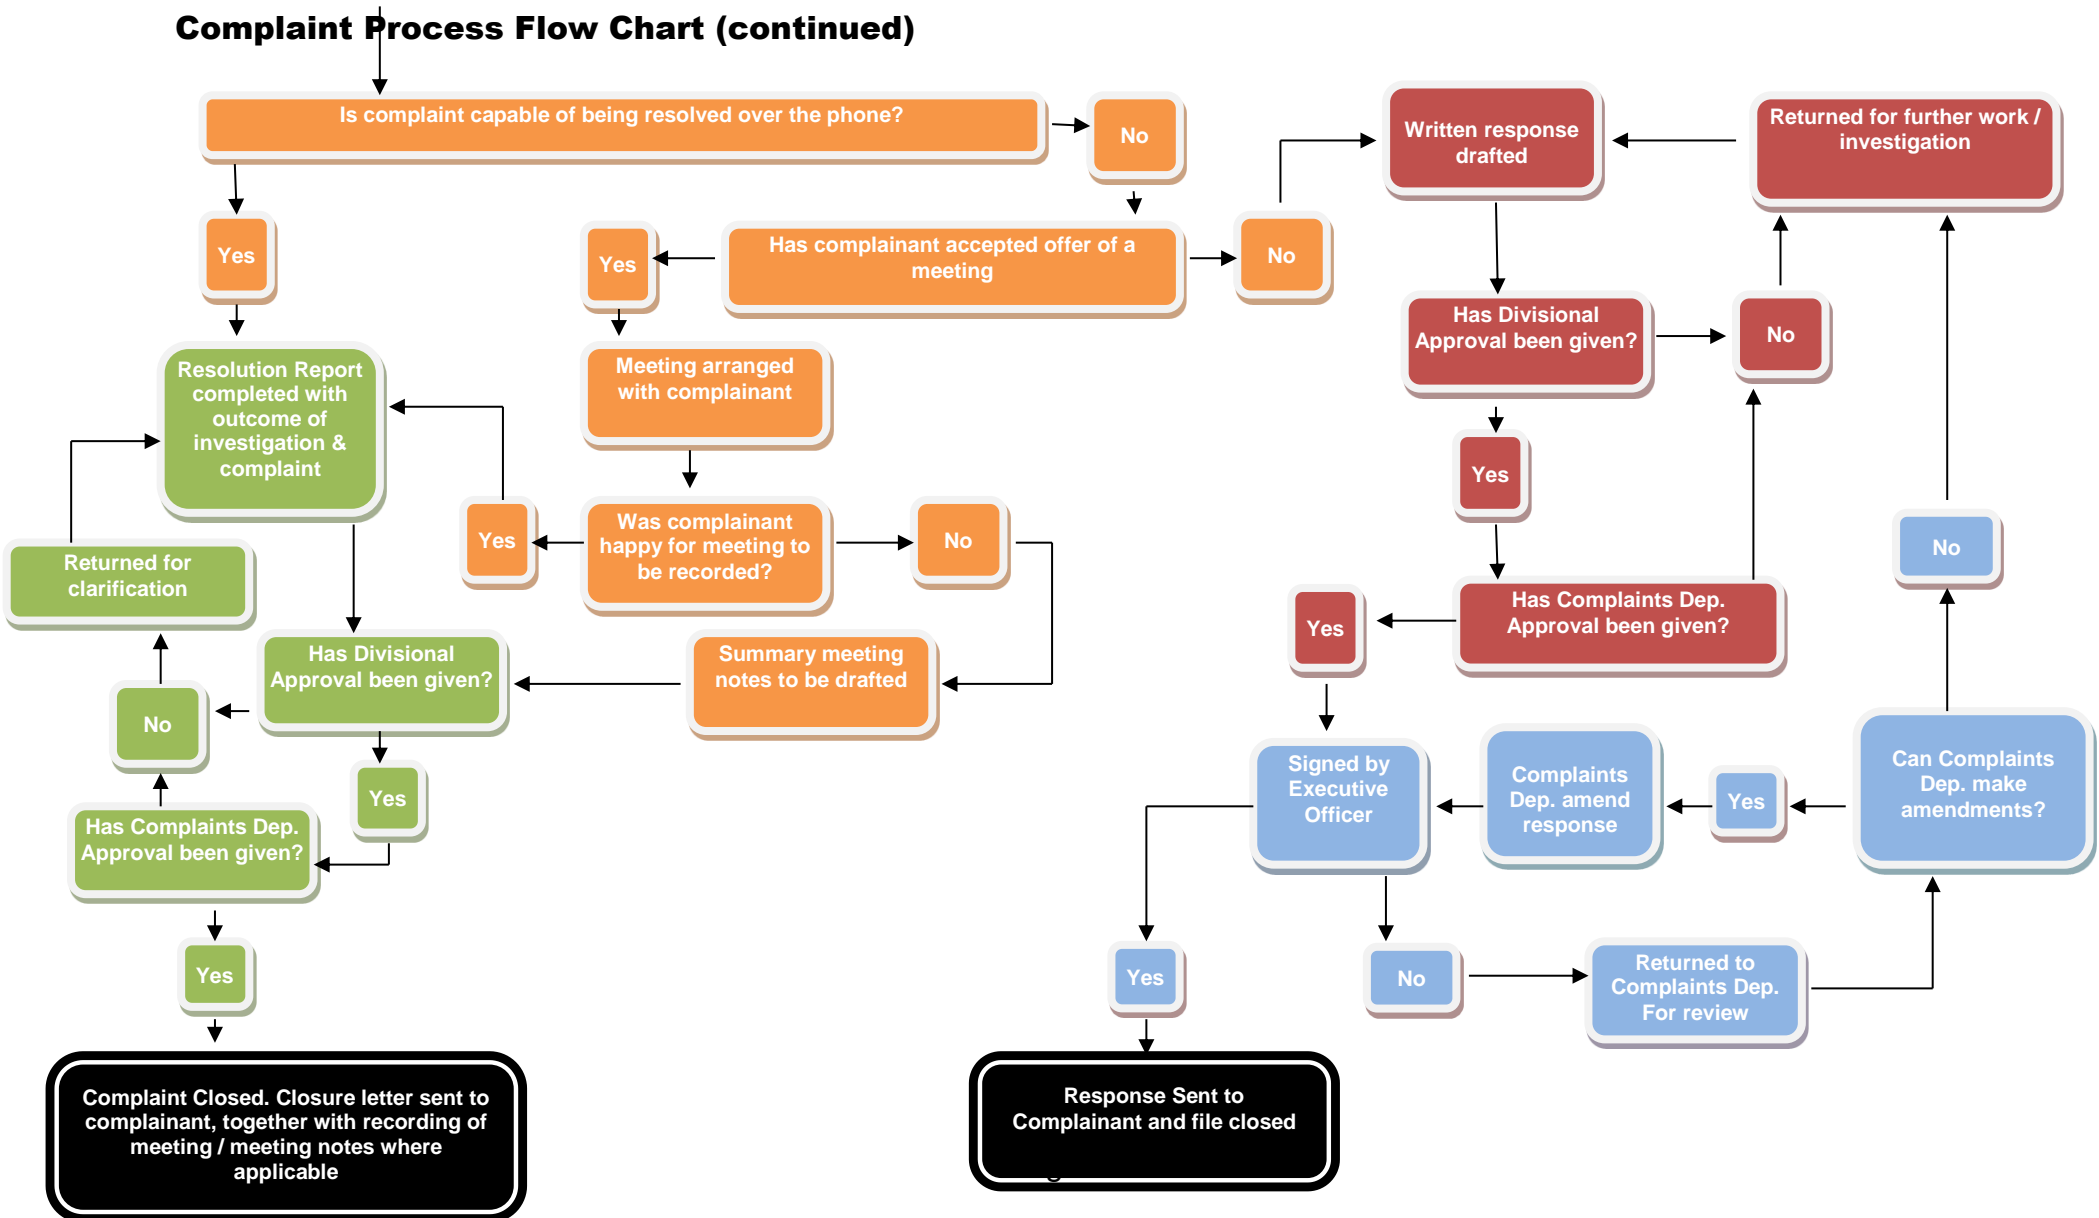 Complaint Process Flow Chart (continued)
Is complaint capable of being resolved over the phone?
No
Yes
Has complainant accepted offer of a
meeting
Yes
No
Written response
drafted
Returned for further work /
investigation
Has Divisional
Approval been given?
No
Yes
Resolution Report
completed with
outcome of
investigation &
complaint
Meeting arranged
with complainant
Was complainant
happy for meeting to
be recorded?
Yes
No
Returned for
clarification
Has Divisional
Approval been given?
Summary meeting
notes to be drafted
No
Yes
Has Complaints Dep.
Approval been given?
Yes
Complaint Closed. Closure letter sent to
complainant, together with recording of
meeting / meeting notes where
applicable
Has Complaints Dep.
Approval been given?
Yes
No
Signed by
Executive
Officer
Complaints
Dep. amend
response
Yes
Can Complaints
Dep. make
amendments?
Yes
No
Returned to
Complaints Dep.
For review
Response Sent to
Complainant and file closed